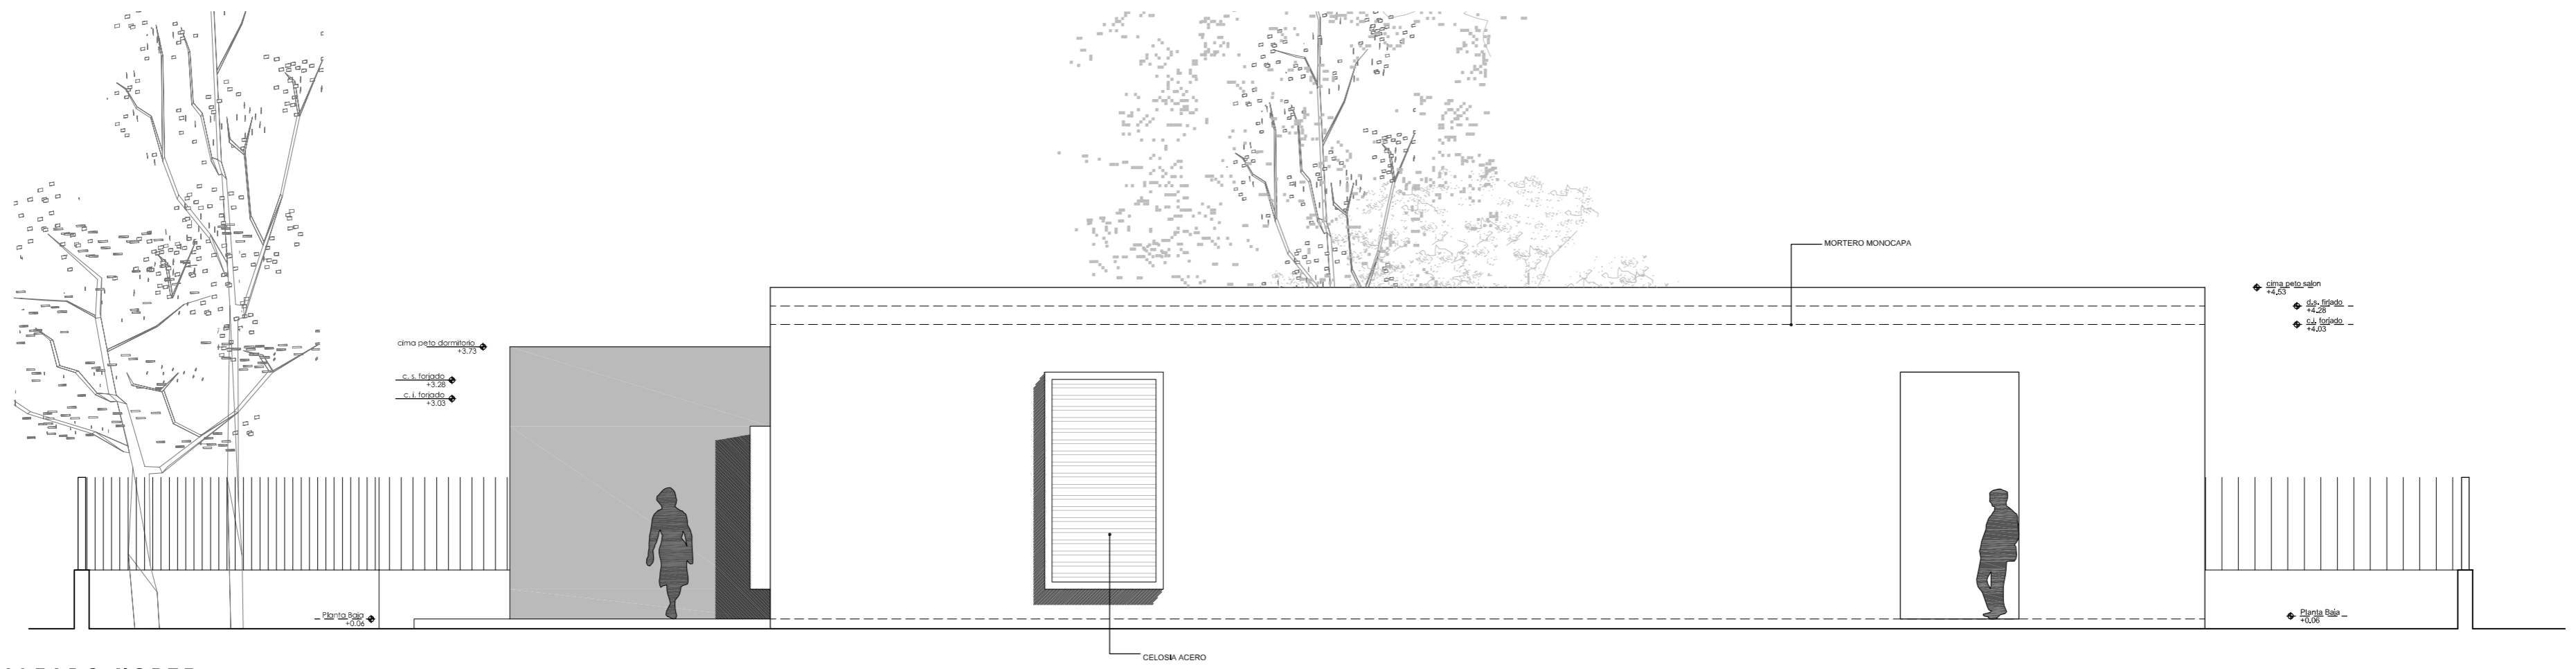 MORTERO MONOCAPA
cima peto salon
+4,53
d.s. firjado
+4,28
c.i. forjado
+4,03
cima peto dormitorio
+3.73
c. s. forjado
+3.28
c. i. forjado
+3.03
Planta Baja
+0.06
Planta Baja
+0,06
CELOSIA ACERO